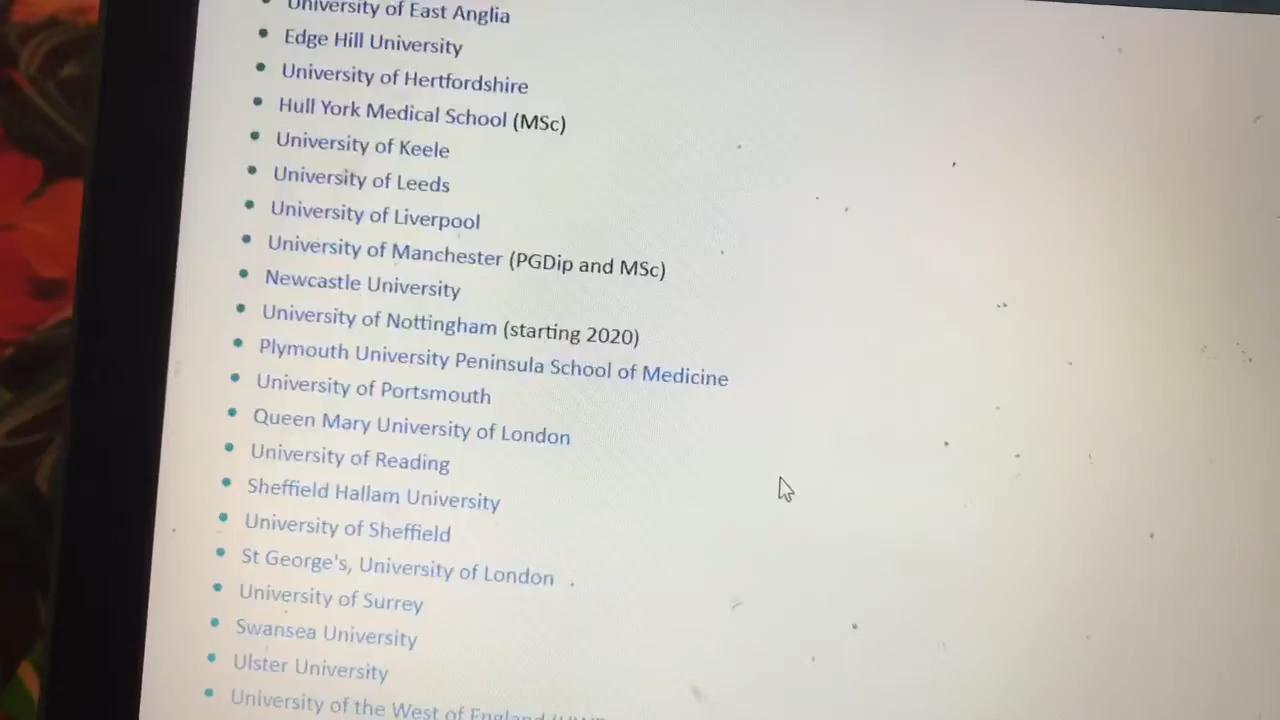 University of East Anglia
Edge Hill University
University of Hertfordshire
Hull York Medical School (MSc)
University of Keele
University of Leeds
University of Liverpool
University of Manchester (PGDip and MSc)
Newcastle University
University of Nottingham (starting 2020)
Plymouth University Peninsula School of Medicine
University of Portsmouth
Queen Mary University of London
University of Reading
Sheffield Hallam University
University of Sheffield
St George's, University of London
University of Surrey
Swansea University
Ulster University
University of the West of England